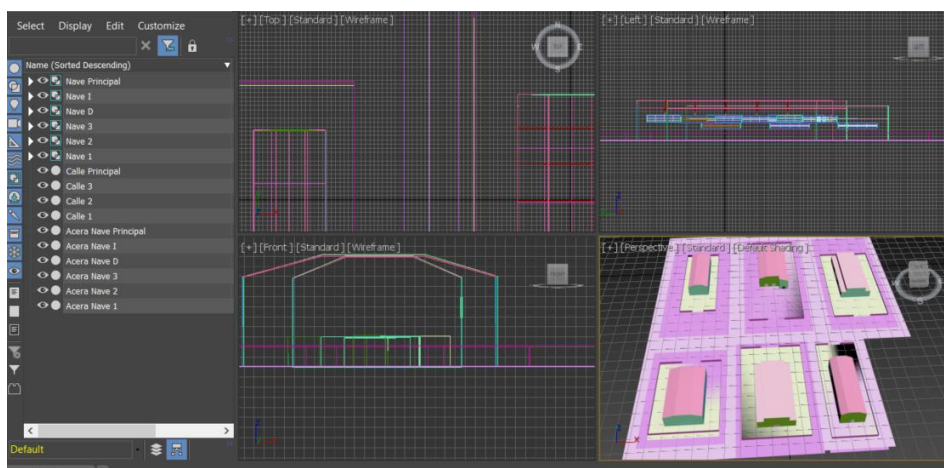 Select Display Edit Customize
Name (Sorted Descending)
Nave Principal
Nave I
Nave D
Nave 3
Nave 2
Nave 1
Calle Principal
Calle 3
Calle 2
Calle 1
Acera Nave Principal
Acera Nave I
Acera Nave D
Acera Nave 3
Acera Nave 2
Acera Nave 1
Default
[+] [Top ] [Standard ] [Wireframe ]
[+] [Left ] [Standard ] [Wireframe ]
[+] [Front ] [Standard ] [Wireframe ]
[+] [Perspective ] [Standard ] [Default Shading ]